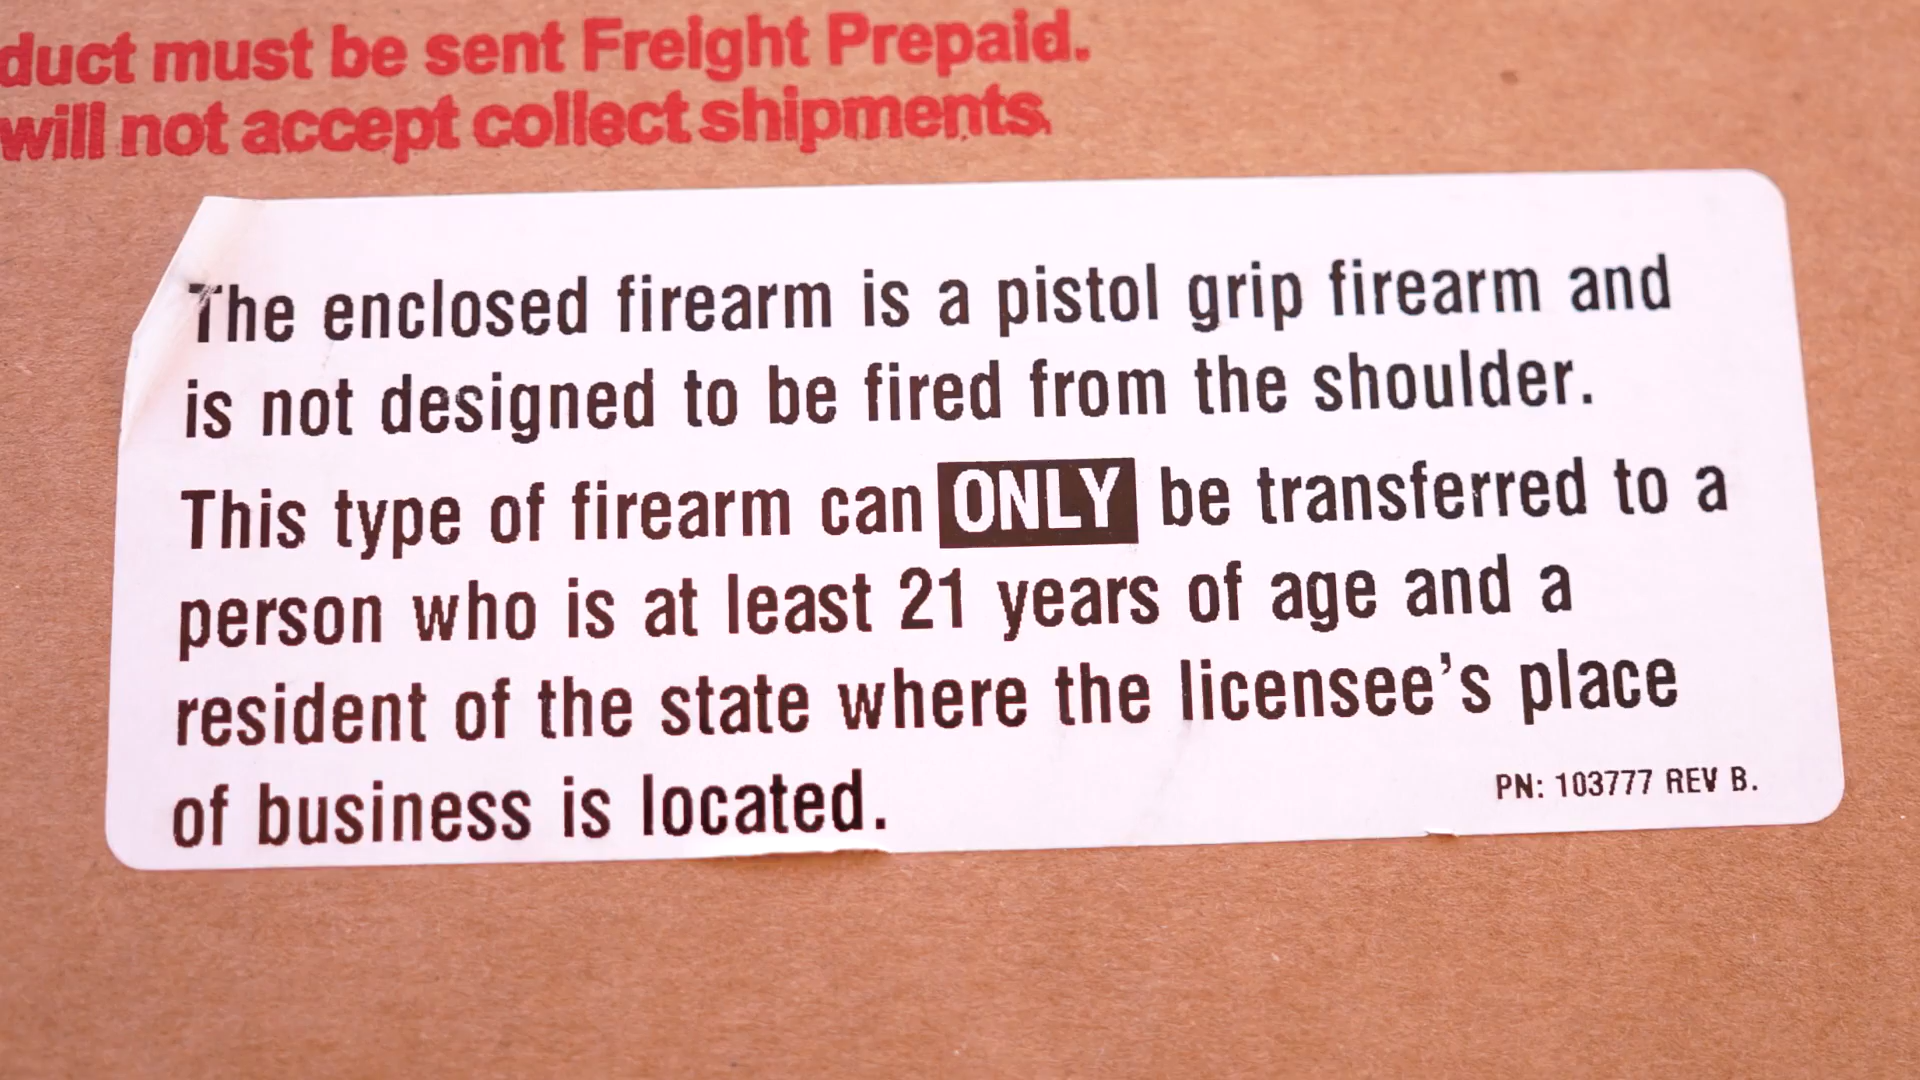 duct must be sent Freight Prepaid.
will not accept collect shipments.
The enclosed firearm is a pistol grip firearm and
is not designed to be fired from the shoulder.
This type of firearm can ONLY be transferred to a
person who is at least 21 years of age and a
resident of the state where the licensee's place
of business is located.
PN: 103777 REV B.